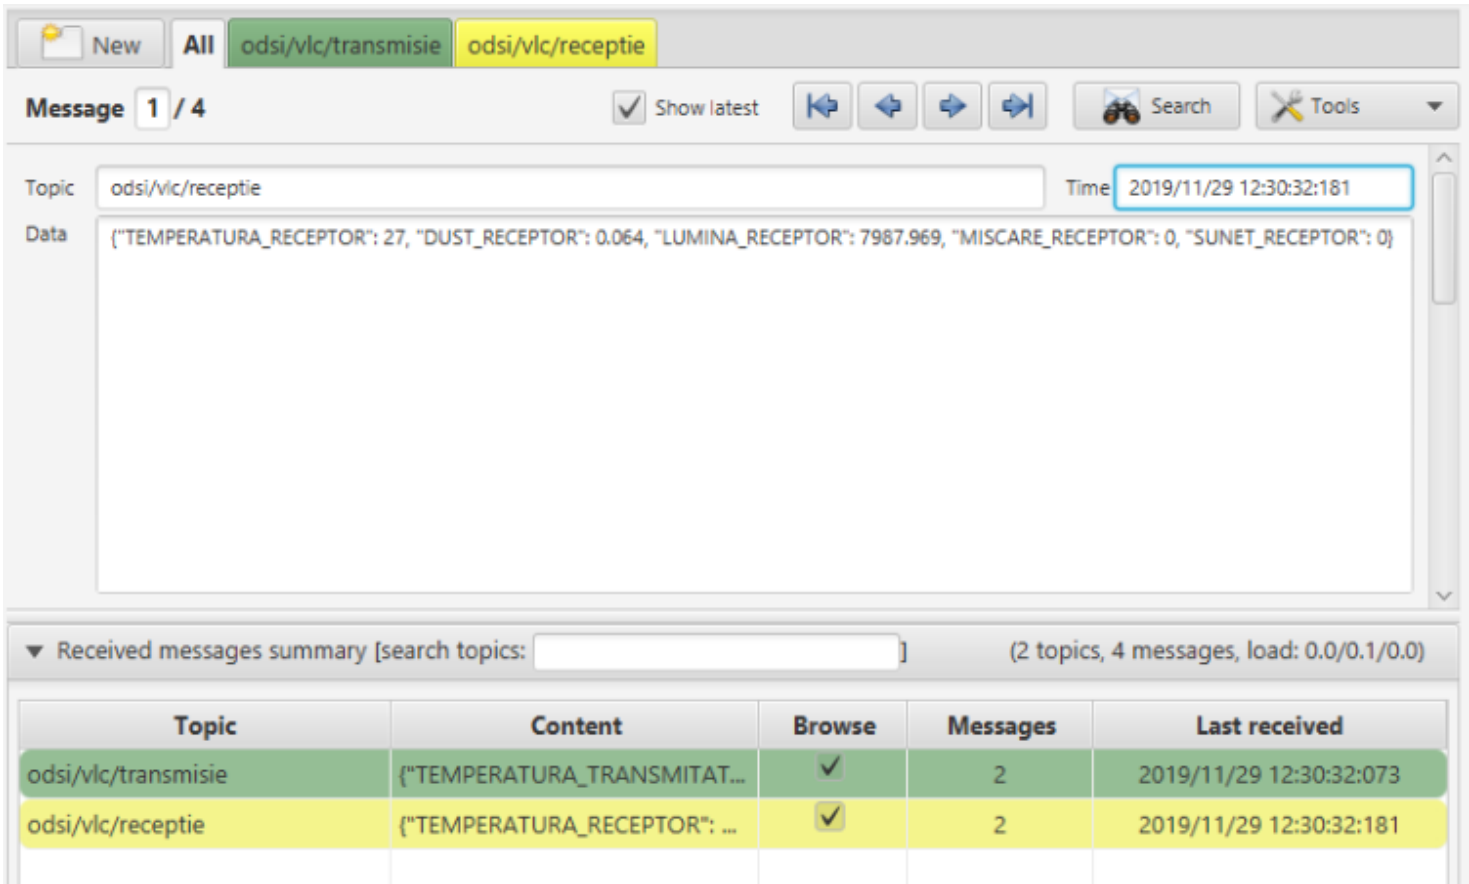 New All odsi/vlc/transmisie odsi/vlc/receptie
Message 1 / 4 Show latest Search Tools
Topic odsi/vlc/receptie Time 2019/11/29 12:30:32:181
Data {"TEMPERATURA_RECEPTOR": 27, "DUST_RECEPTOR": 0.064, "LUMINA_RECEPTOR": 7987.969, "MISCARE_RECEPTOR": 0, "SUNET_RECEPTOR": 0}
Received messages summary [search topics: ] (2 topics, 4 messages, load: 0.0/0.1/0.0)
Topic Content Browse Messages Last received
odsi/vlc/transmisie {"TEMPERATURA_TRANSMITAT... 2 2019/11/29 12:30:32:073
odsi/vlc/receptie {"TEMPERATURA_RECEPTOR": ... 2 2019/11/29 12:30:32:181